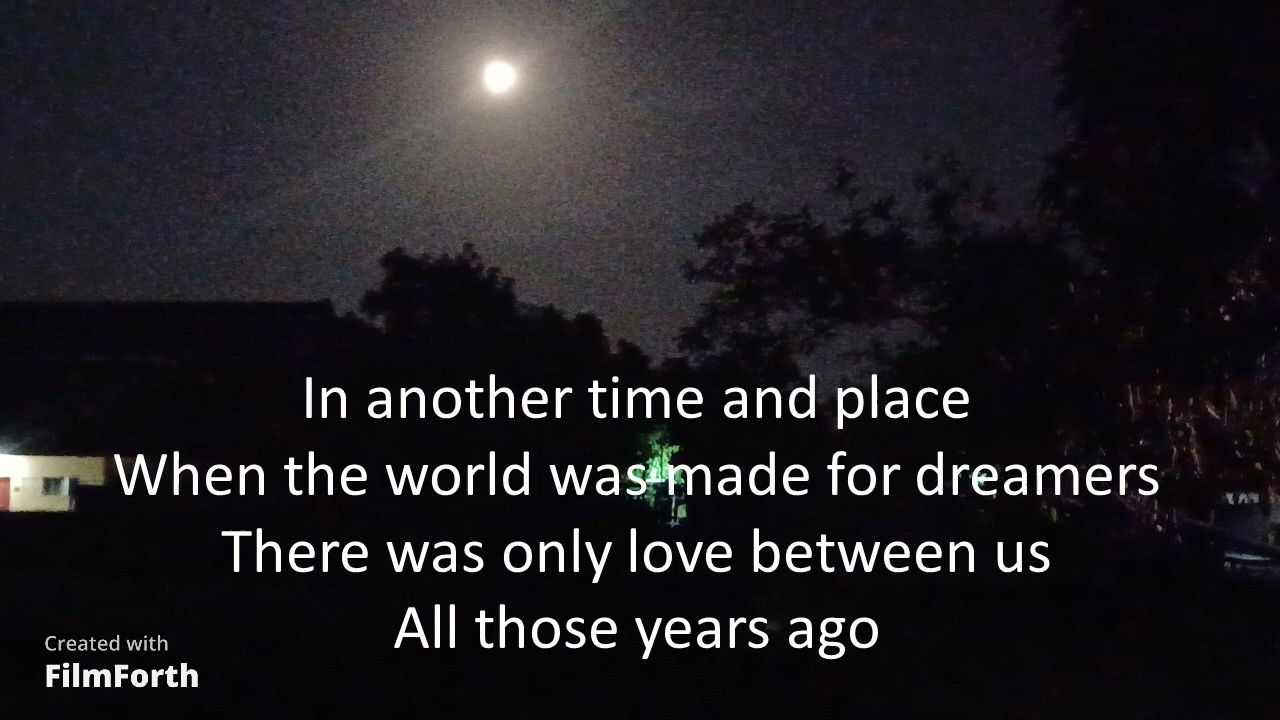 In another time and place
When the world was made for dreamers
There was only love between us
All those years ago
Created with
FilmForth